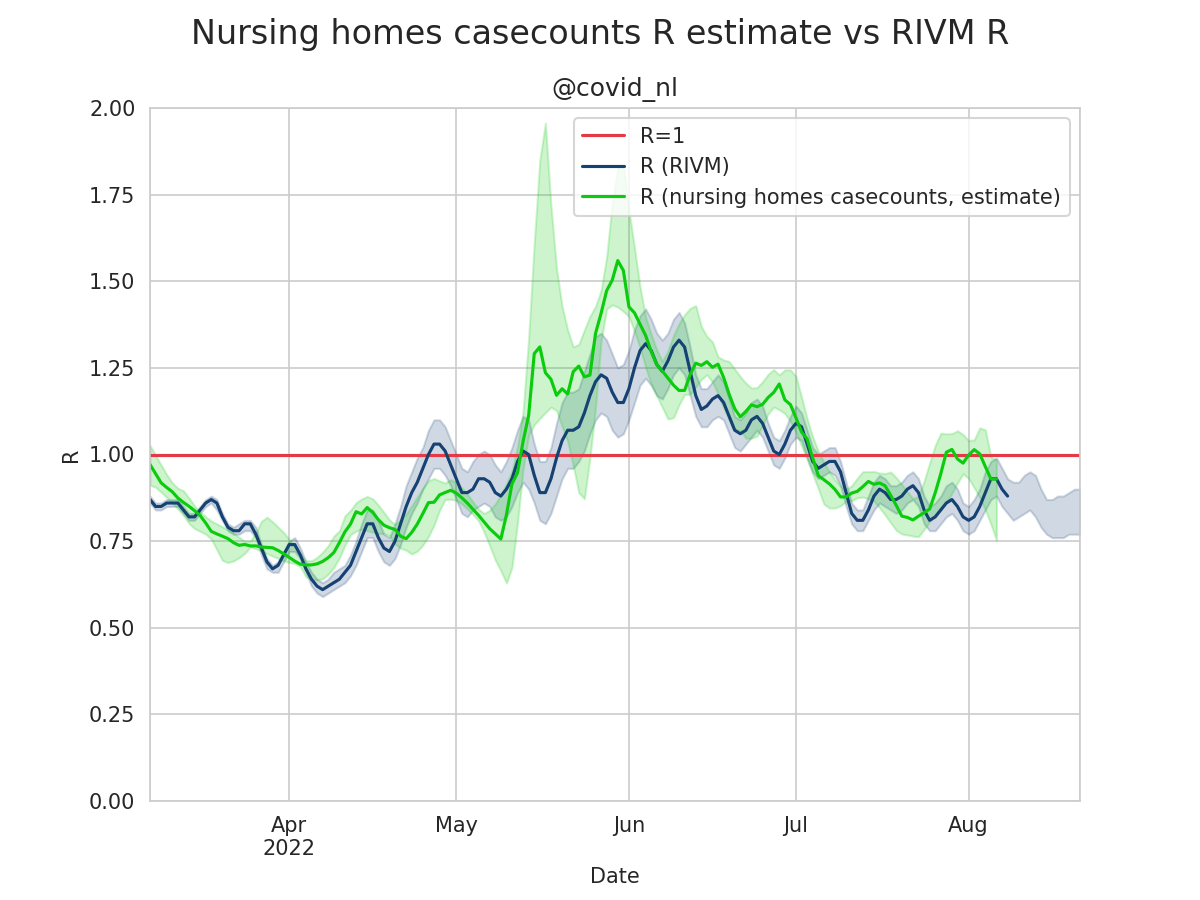 Nursing homes casecounts R estimate vs RIVM R
@covid_nl
R=1
R (RIVM)
R (nursing homes casecounts, estimate)
2.00
1.75
1.50
1.25
1.00
0.75
0.50
0.25
0.00
R
Apr
2022
May
Jun
Jul
Aug
Date